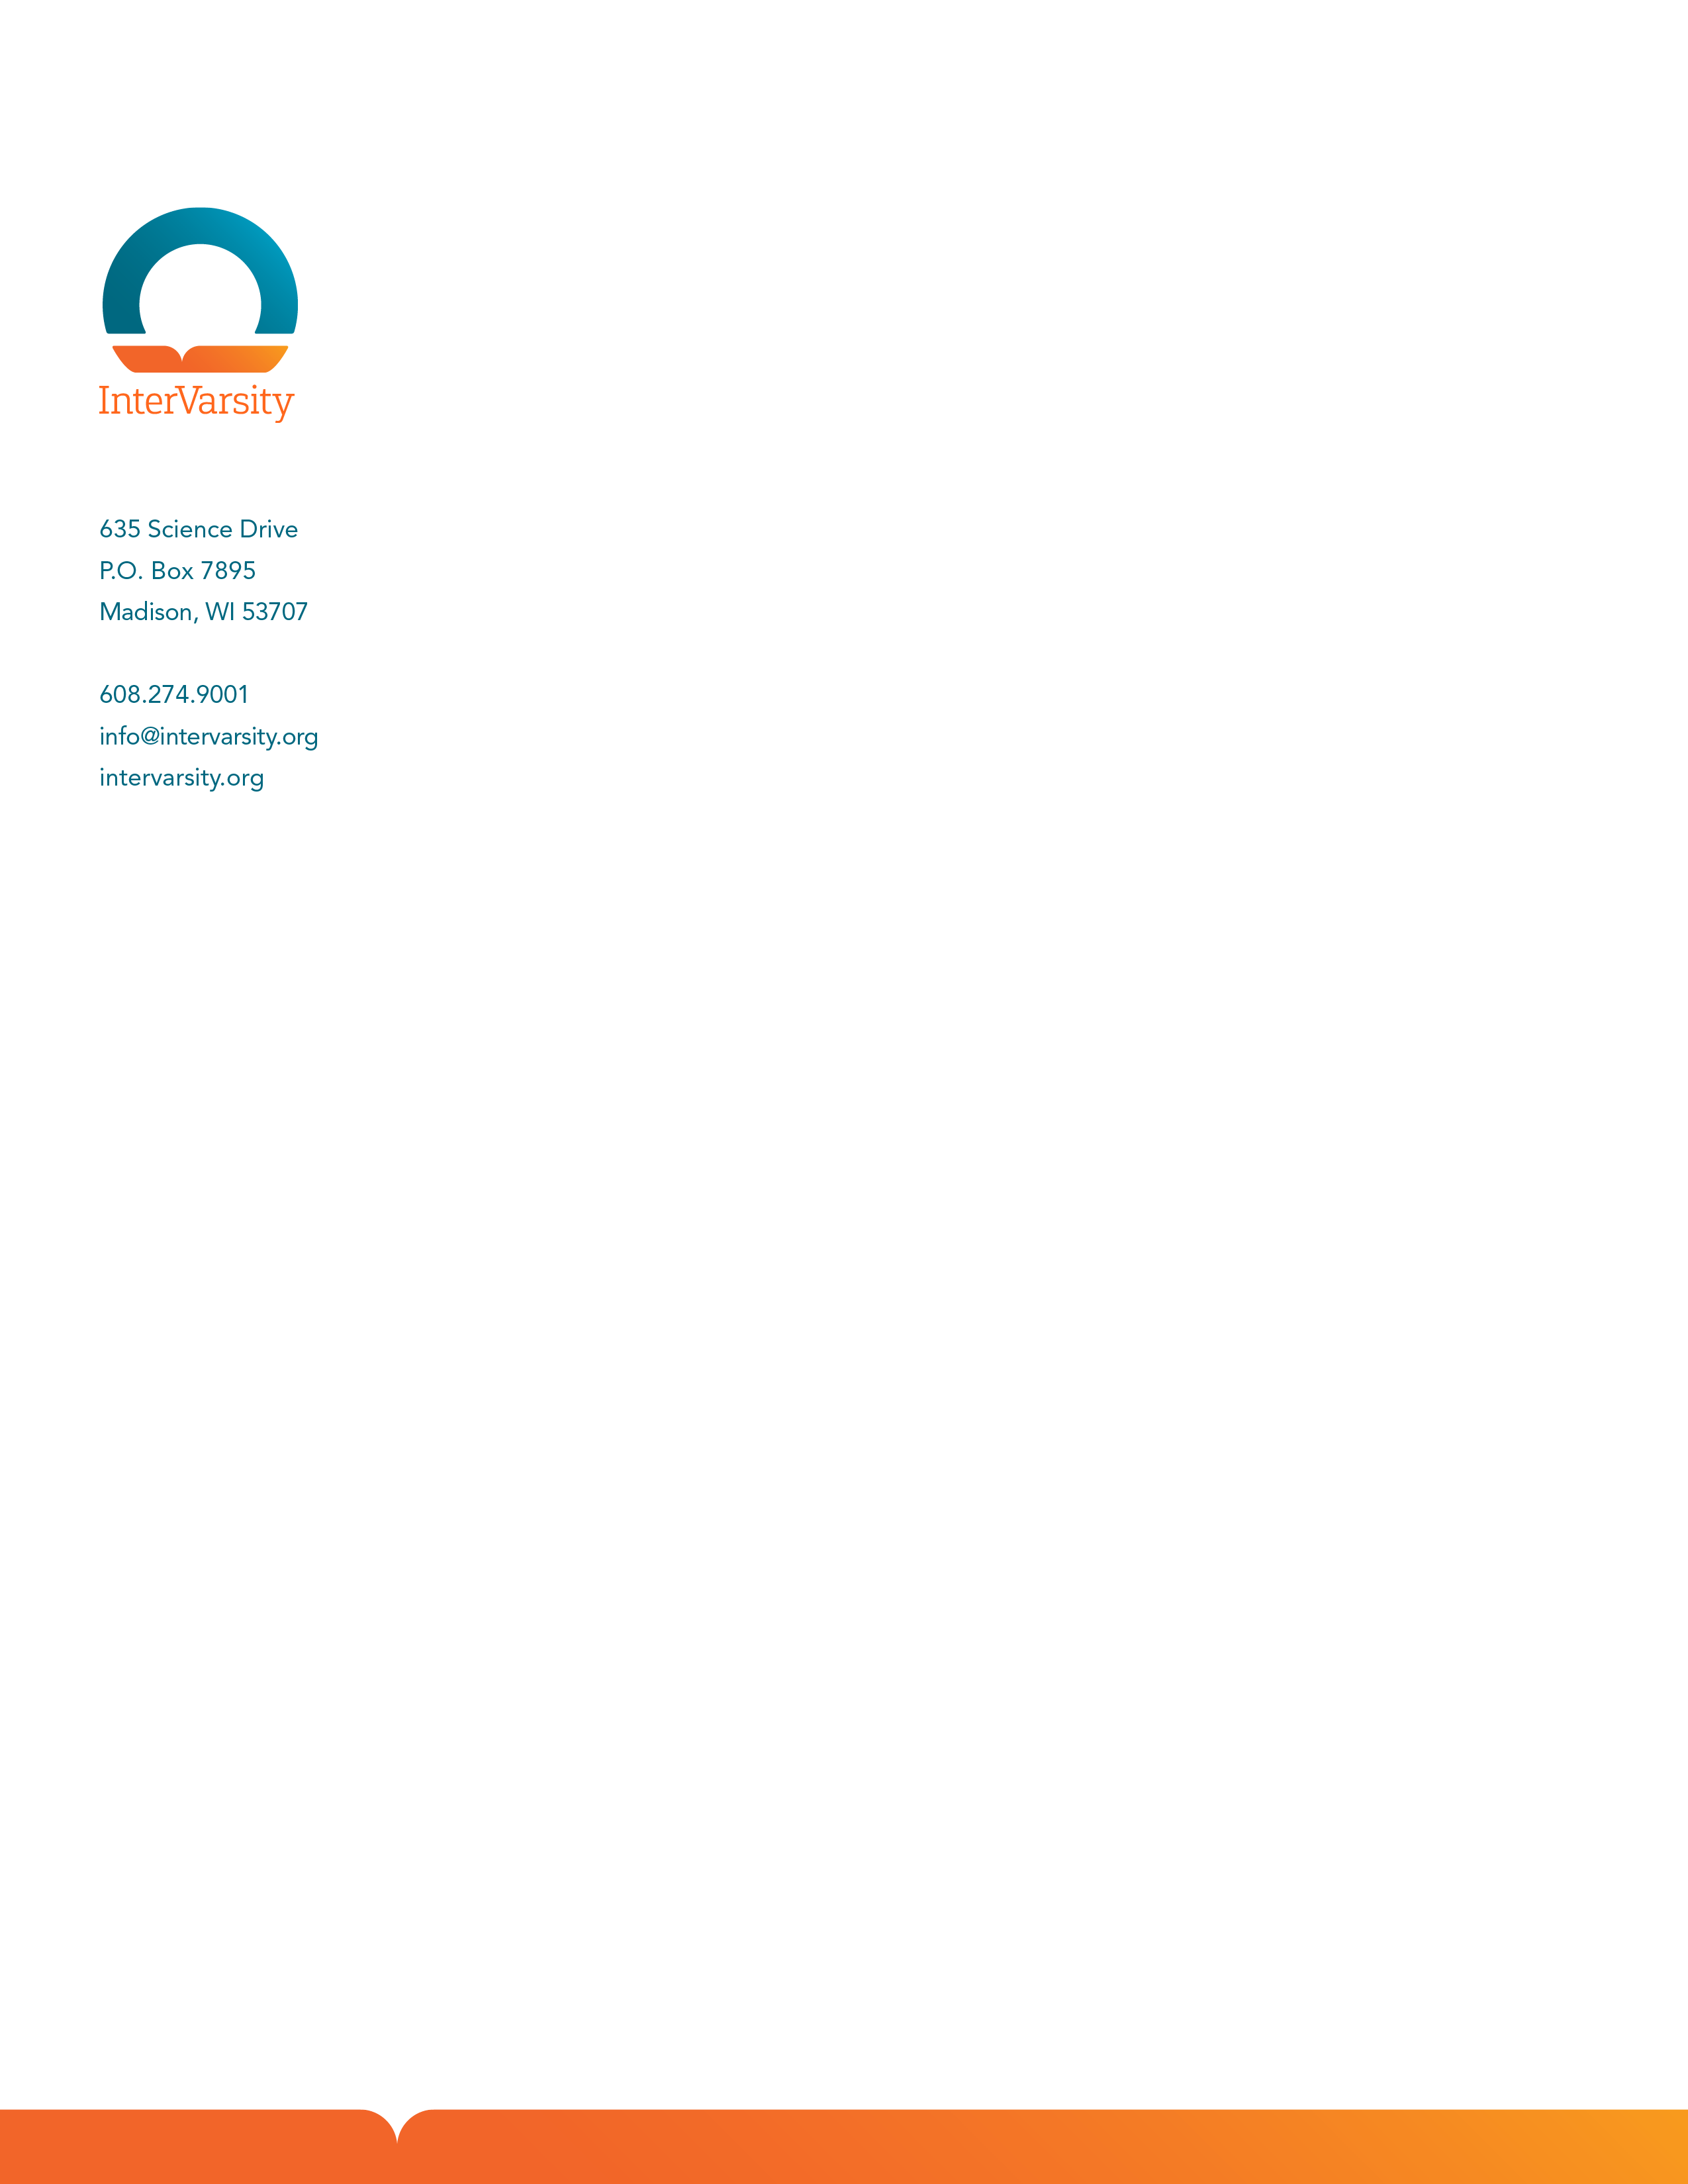 InterVarsity
635 Science Drive
P.O. Box 7895
Madison, WI 53707
608.274.9001
info@intervarsity.org
intervarsity.org